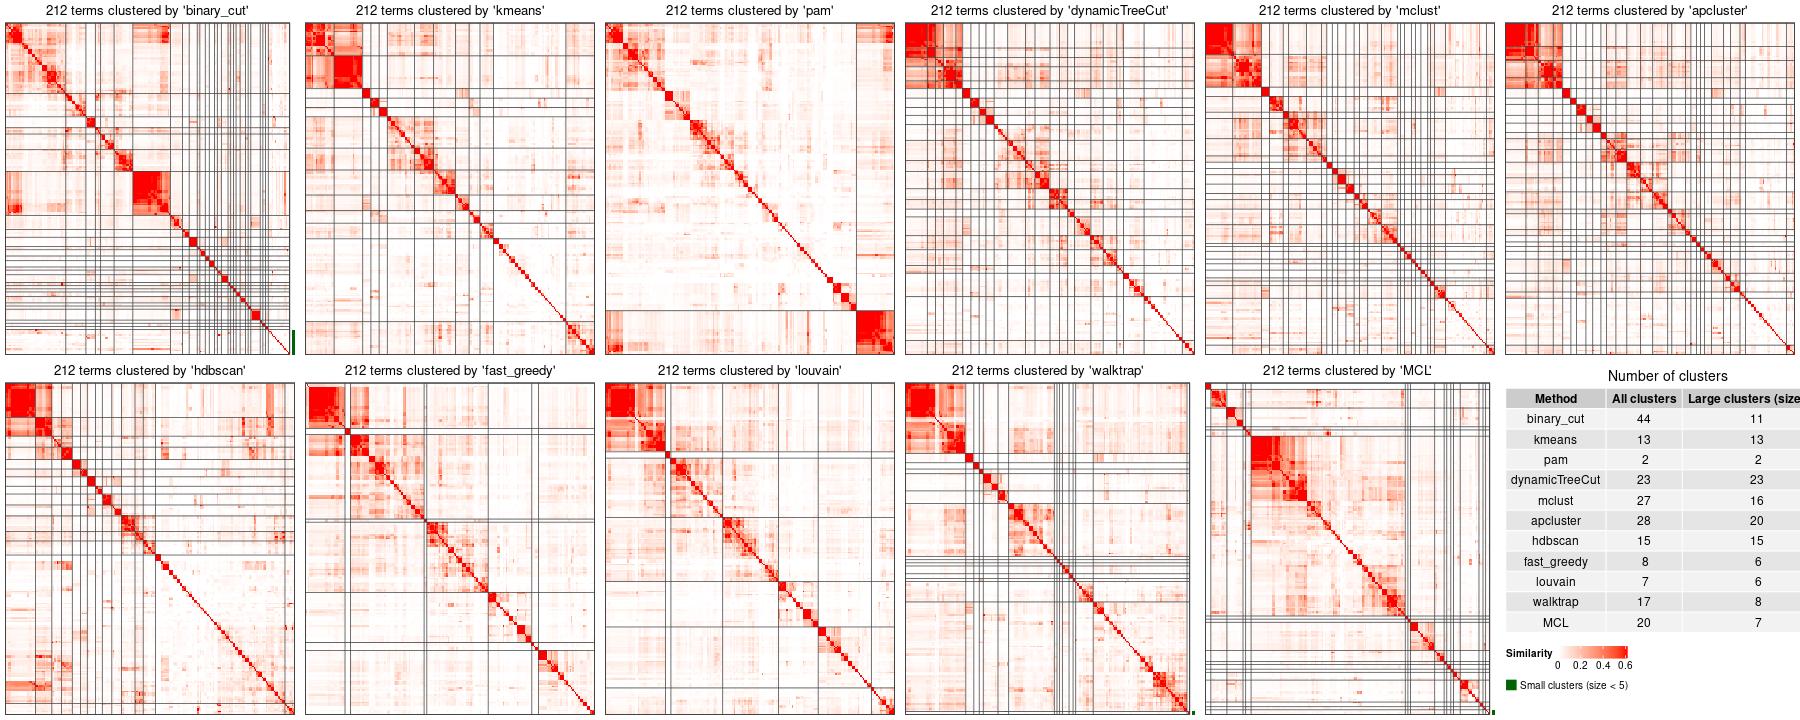 212 terms clustered by 'binary_cut'
212 terms clustered by 'kmeans'
212 terms clustered by 'pam'
212 terms clustered by 'dynamicTreeCut'
212 terms clustered by 'mclust'
212 terms clustered by 'apcluster'
212 terms clustered by 'hdbscan'
212 terms clustered by 'fast_greedy'
212 terms clustered by 'louvain'
212 terms clustered by 'walktrap'
212 terms clustered by 'MCL'
Number of clusters
Method All clusters Large clusters (size
binary_cut 44 11
kmeans 13 13
pam 2 2
dynamicTreeCut 23 23
mclust 27 16
apcluster 28 20
hdbscan 15 15
fast_greedy 8 6
louvain 7 6
walktrap 17 8
MCL 20 7
Similarity
0 0.2 0.4 0.6
Small clusters (size < 5)